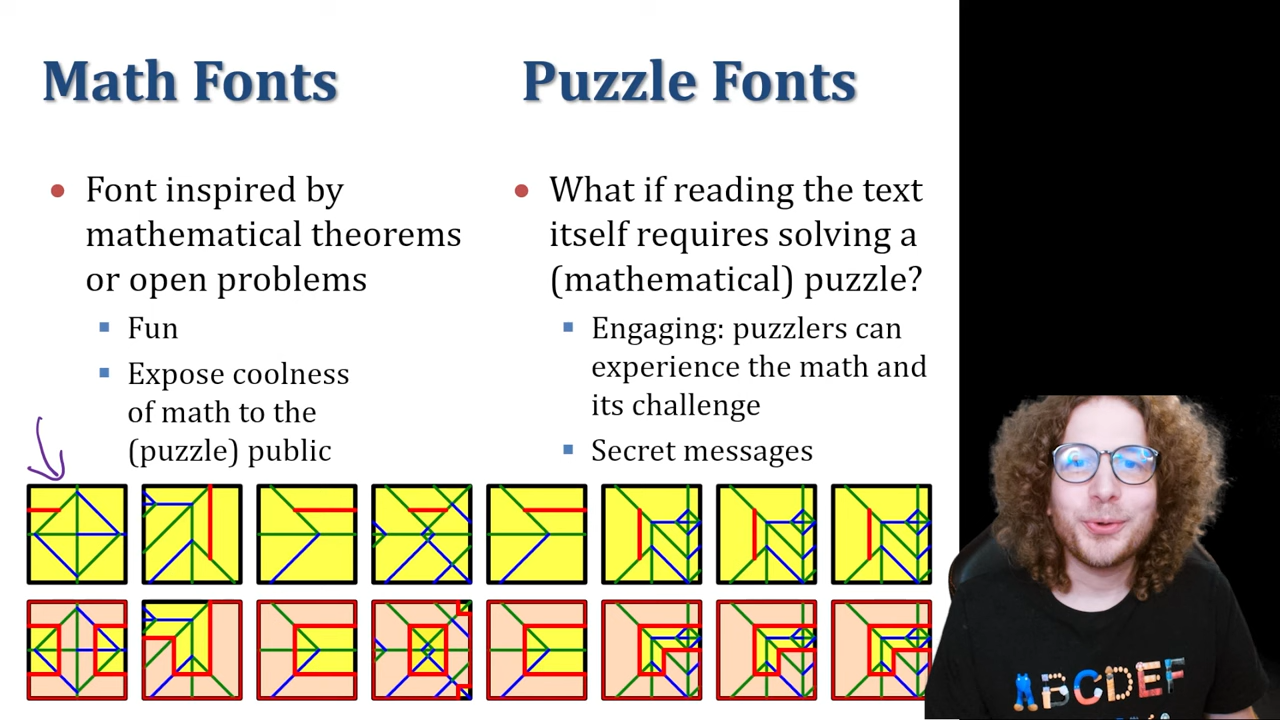 Math Fonts
Font inspired by
mathematical theorems
or open problems
Fun
Expose coolness
of math to the
(puzzle) public
Puzzle Fonts
What if reading the text
itself requires solving a
(mathematical) puzzle?
Engaging: puzzlers can
experience the math and
its challenge
Secret messages
ABCDEF